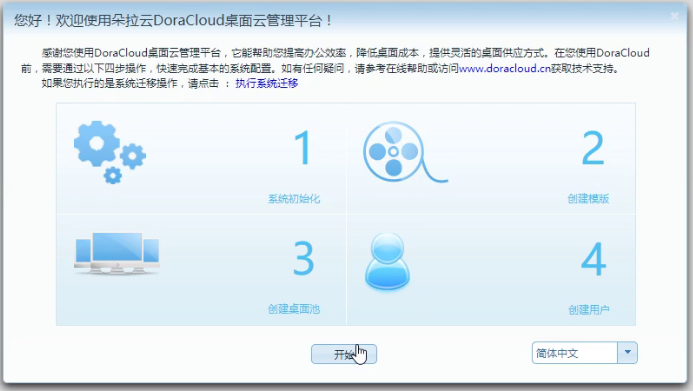 您好！欢迎使用朵拉云DoraCloud桌面云管理平台！
感谢您使用DoraCloud桌面云管理平台，它能帮助您提高办公效率，降低桌面成本，提供灵活的桌面供应方式。在您使用DoraCloud
前，需要通过以下四步操作，快速完成基本的系统配置。如有任何疑问，请参考在线帮助或访问www.doracloud.cn获取技术支持。
如果您执行的是系统迁移操作，请点击 ： 执行系统迁移
1
系统初始化
2
创建模版
3
创建桌面池
4
创建用户
开始
简体中文